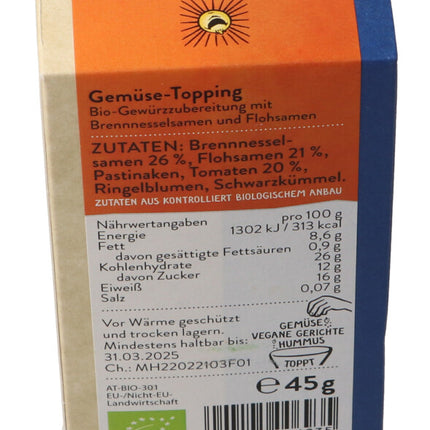 Gemüse-Topping
Bio-Gewürzzubereitung mit
Brennnesselsamen und Flohsamen
ZUTATEN: Brennnessel-
samen 26 %, Flohsamen 21 %,
Pastinaken, Tomaten 20 %,
Ringelblumen, Schwarzkümmel.
ZUTATEN AUS KONTROLLIERT BIOLOGISCHEM ANBAU
Nährwertangaben pro 100 g
Energie 1302 kJ / 313 kcal
Fett 8,6 g
davon gesättigte Fettsäuren 0,9 g
Kohlenhydrate 26 g
davon Zucker 12 g
Eiweiß 16 g
Salz 0,07 g
Vor Wärme geschützt
und trocken lagern.
Mindestens haltbar bis:
31.03.2025
Ch.: MH22022103F01
GEMÜSE
VEGANE GERICHTE
HUMMUS
TOPPT
AT-BIO-301
EU-/Nicht-EU-
Landwirtschaft
e 45g